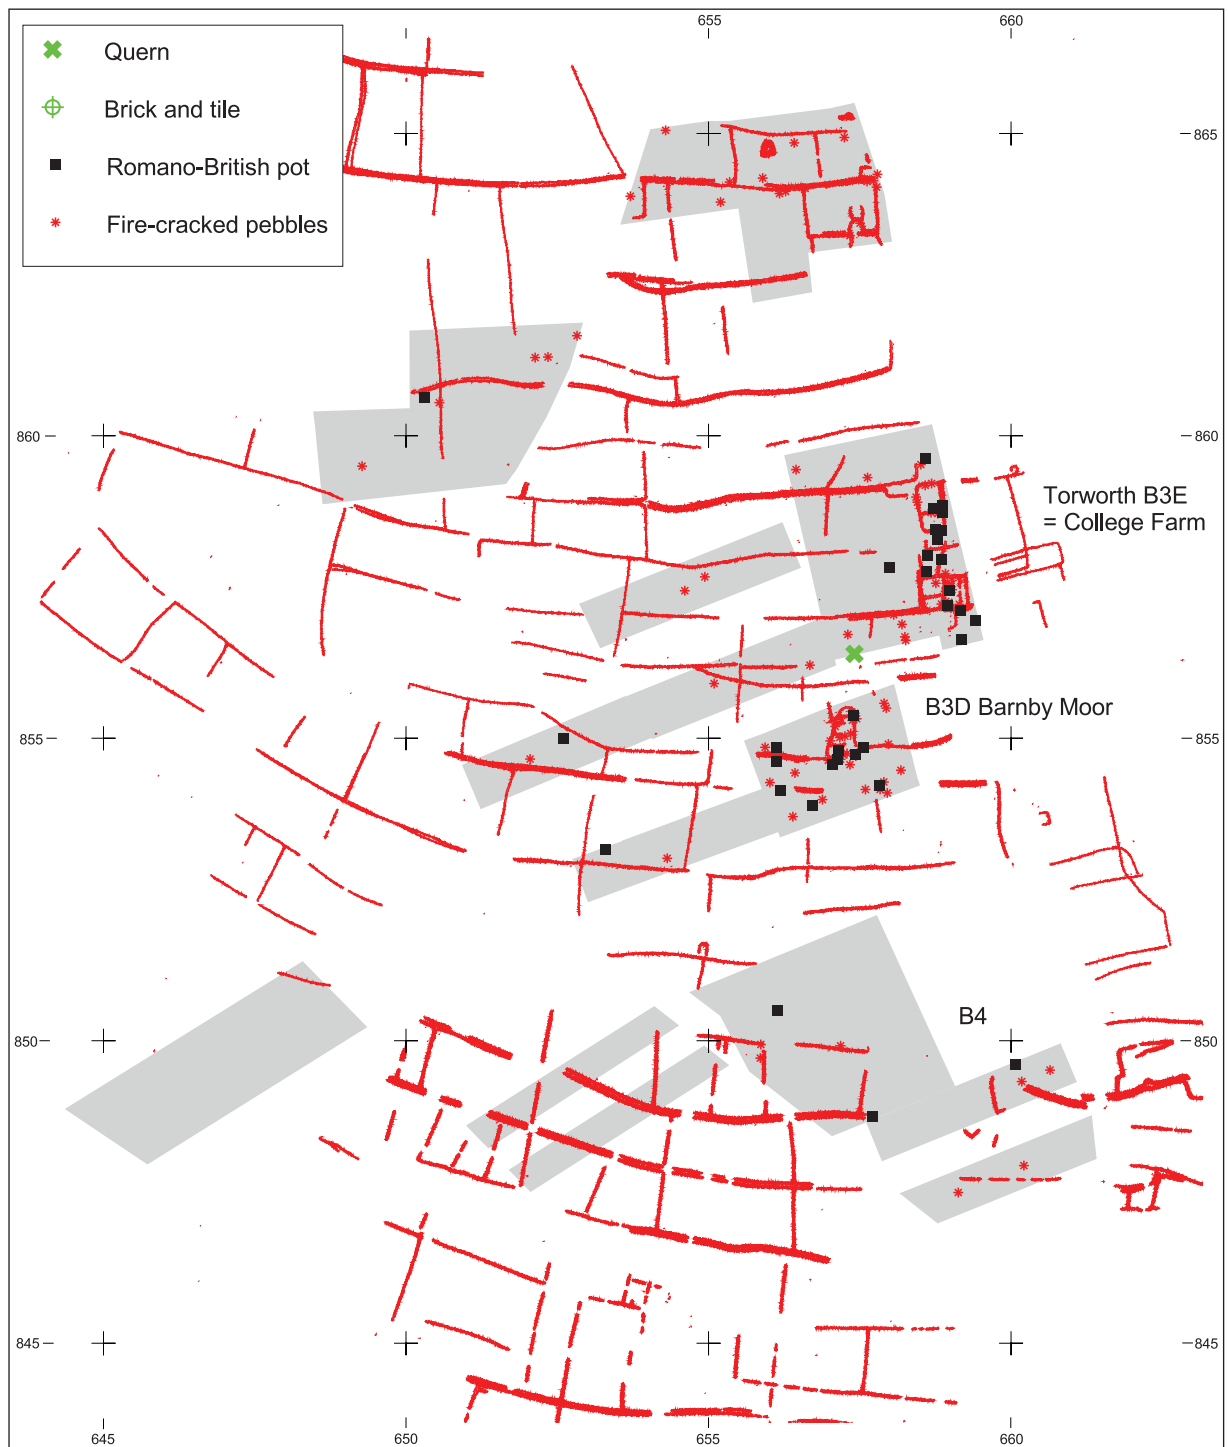 655 660
Quern
Brick and tile
Romano-British pot
Fire-cracked pebbles
865
860 860
Torworth B3E
= College Farm
B3D Barnby Moor
855 855
B4
850 850
845 845
645 650 655 660